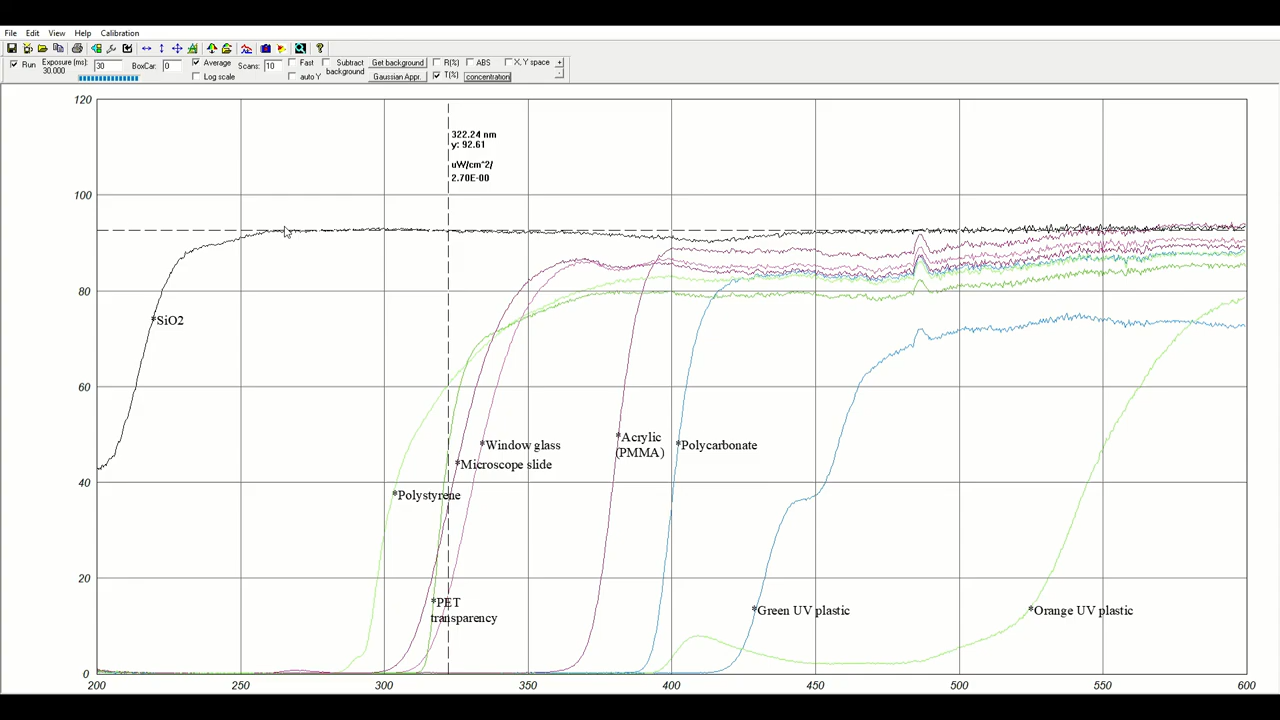 File Edit View Help Calibration
Run Exposure (ms): 30 BoxCar: 0 Average Scans: 10 Fast Subtract Get background R(%) ABS X, Y space +
30.000 Log scale auto Y background Gaussian Appr. T(%) concentration -
120
322.24 nm
y: 92.61
uW/cm^2/
2.70E-00
100
80
*SiO2
60
*Window glass
*Acrylic
(PMMA)
*Polycarbonate
*Microscope slide
40
*Polystyrene
20
*PET
transparency
*Green UV plastic
*Orange UV plastic
0
200 250 300 350 400 450 500 550 600